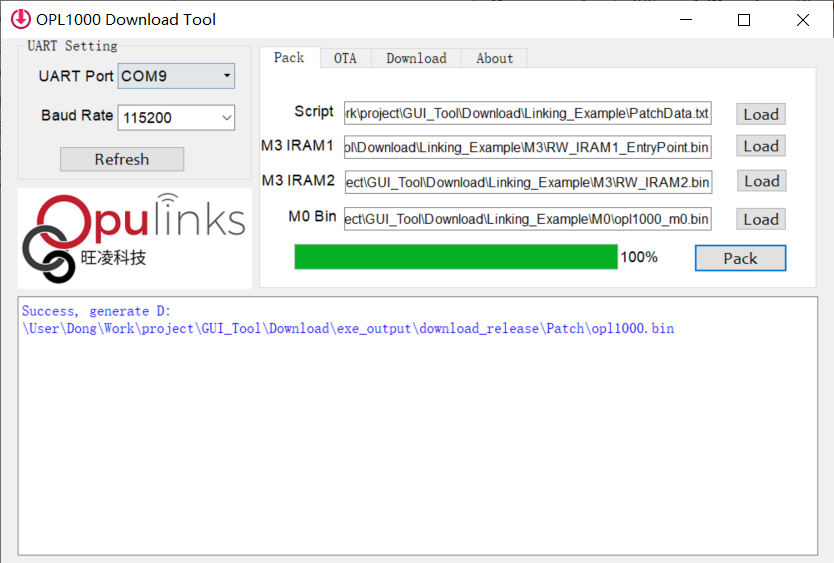 OPL1000 Download Tool
UART Setting
UART Port COM9
Baud Rate 115200
Refresh
Opulinks
旺凌科技
Pack OTA Download About
Script rk\project\GUI_Tool\Download\Linking_Example\PatchData.txt Load
M3 IRAM1 ol\Download\Linking_Example\M3\RW_IRAM1_EntryPoint.bin Load
M3 IRAM2 ect\GUI_Tool\Download\Linking_Example\M3\RW_IRAM2.bin Load
M0 Bin ect\GUI_Tool\Download\Linking_Example\M0\opl1000_m0.bin Load
100% Pack
Success, generate D:
\User\Dong\Work\project\GUI_Tool\Download\exe_output\download_release\Patch\opl1000.bin